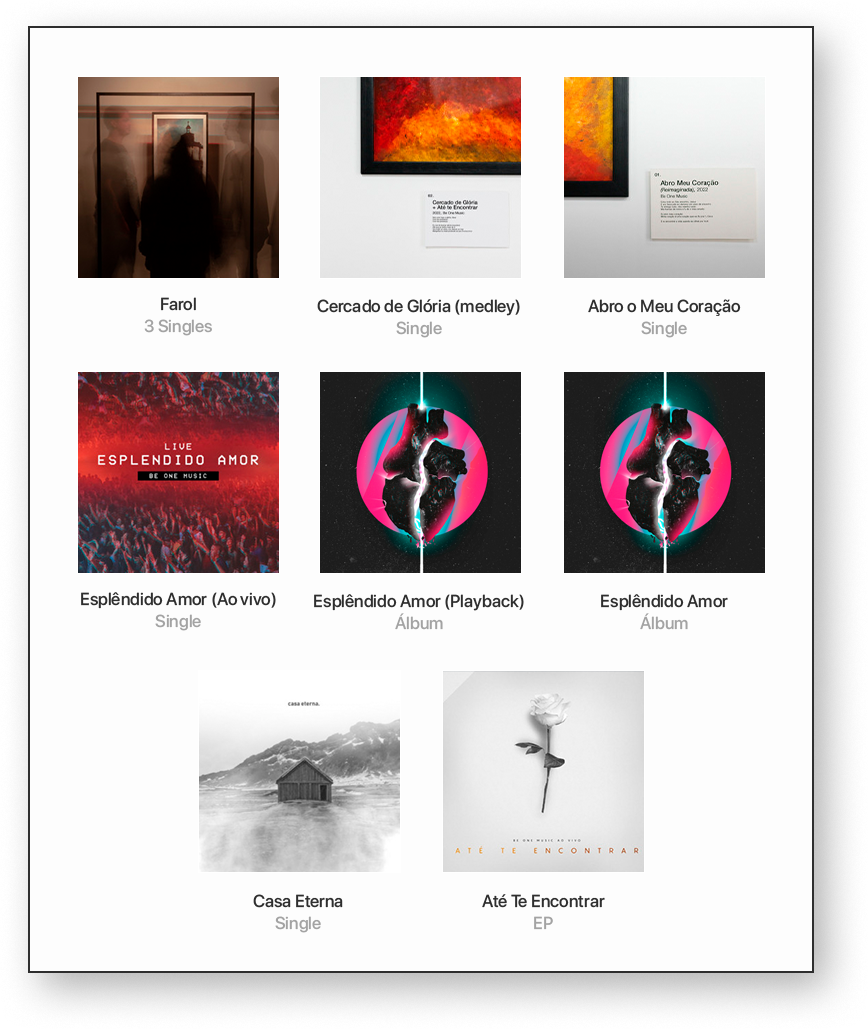 01.
Cercado de Glória
+ Até te Encontrar
2022, Be One Music
01.
Abro Meu Coração
(Reimaginada), 2022
Be One Music
Farol
3 Singles
Cercado de Glória (medley)
Single
Abro o Meu Coração
Single
LIVE
ESPLENDIDO AMOR
BE ONE MUSIC
Esplêndido Amor (Ao vivo)
Single
Esplêndido Amor (Playback)
Álbum
Esplêndido Amor
Álbum
casa eterna.
BE ONE MUSIC AO VIVO
ATÉ TE ENCONTRAR
Casa Eterna
Single
Até Te Encontrar
EP